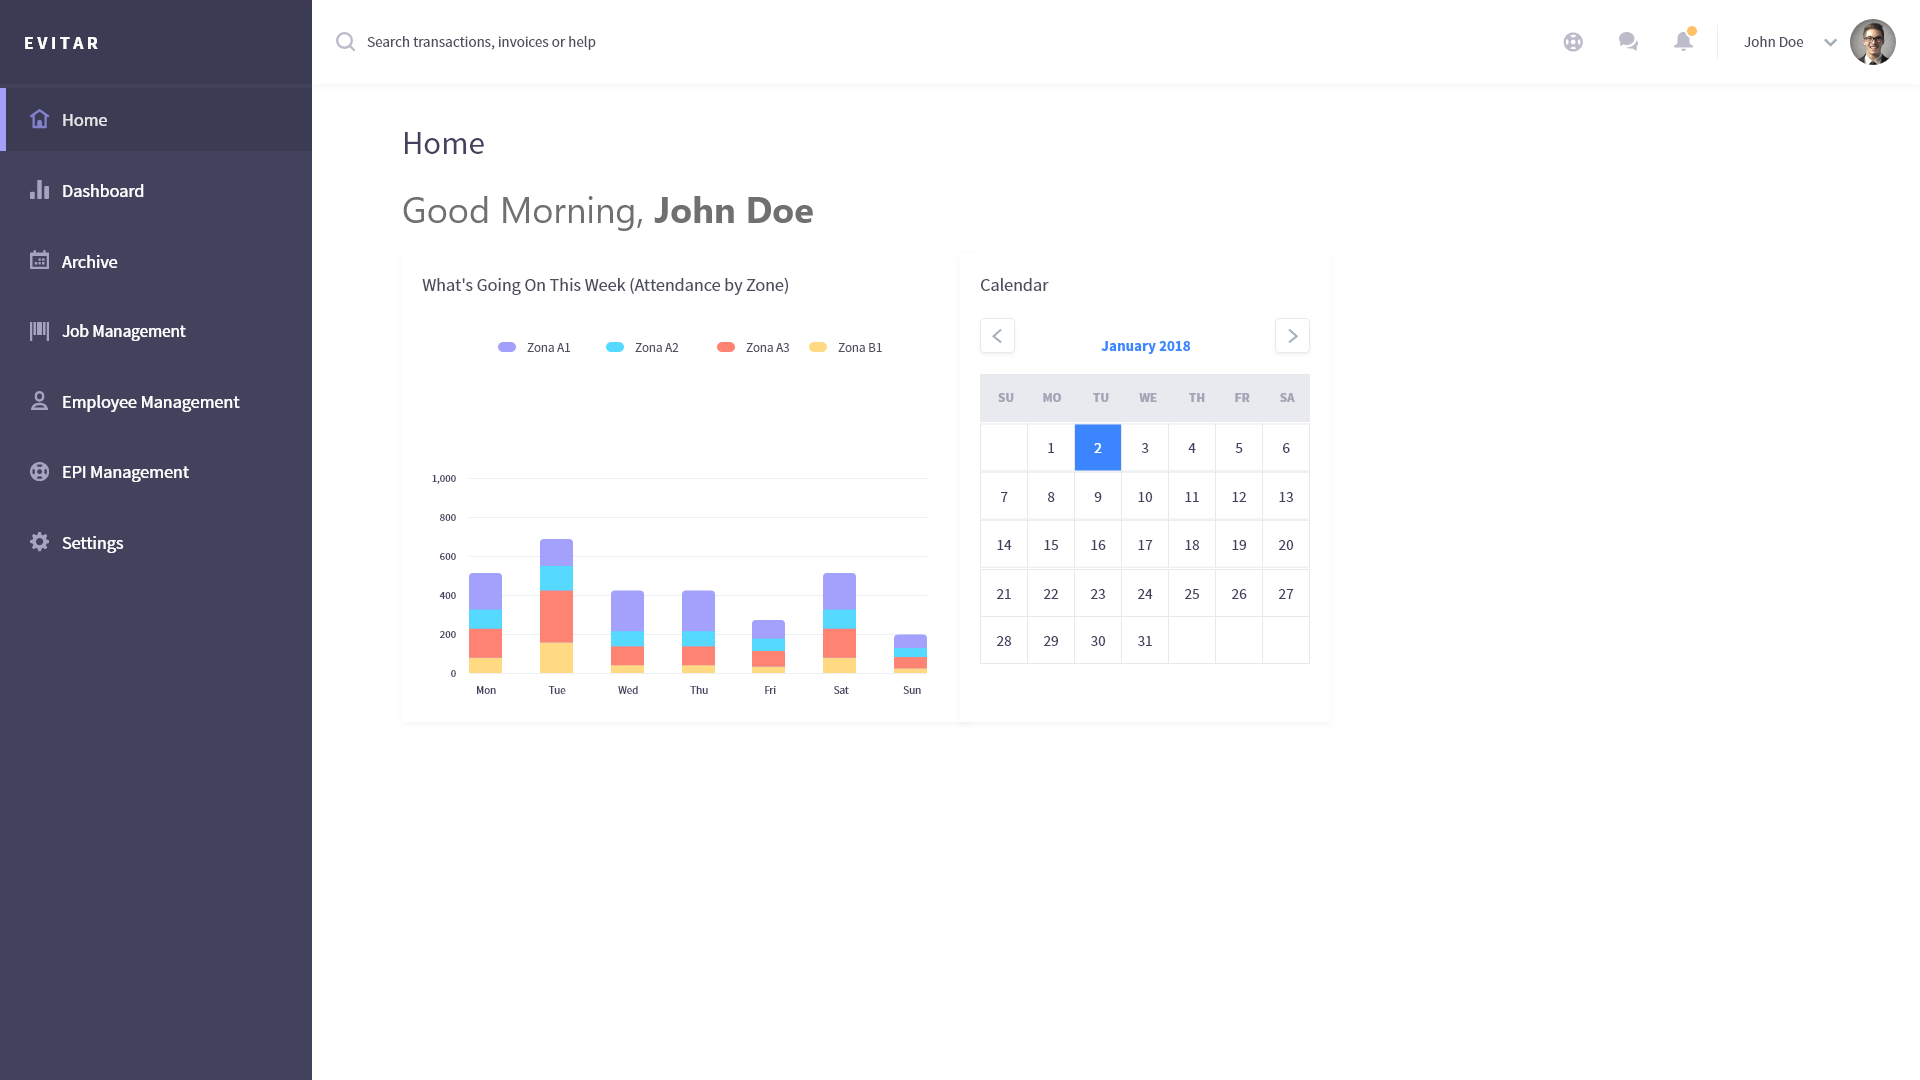 EVITAR
Search transactions, invoices or help
John Doe
Home
Dashboard
Archive
Job Management
Employee Management
EPI Management
Settings
Home
Good Morning, John Doe
What's Going On This Week (Attendance by Zone)
Zona A1 Zona A2 Zona A3 Zona B1
1,000
800
600
400
200
0
Mon Tue Wed Thu Fri Sat Sun
Calendar
January 2018
SU MO TU WE TH FR SA
1 2 3 4 5 6
7 8 9 10 11 12 13
14 15 16 17 18 19 20
21 22 23 24 25 26 27
28 29 30 31